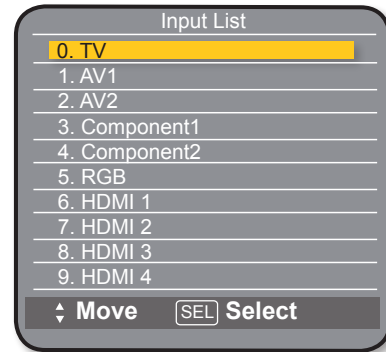 Input List
0. TV
1. AV1
2. AV2
3. Component1
4. Component2
5. RGB
6. HDMI 1
7. HDMI 2
8. HDMI 3
9. HDMI 4
Move SEL Select